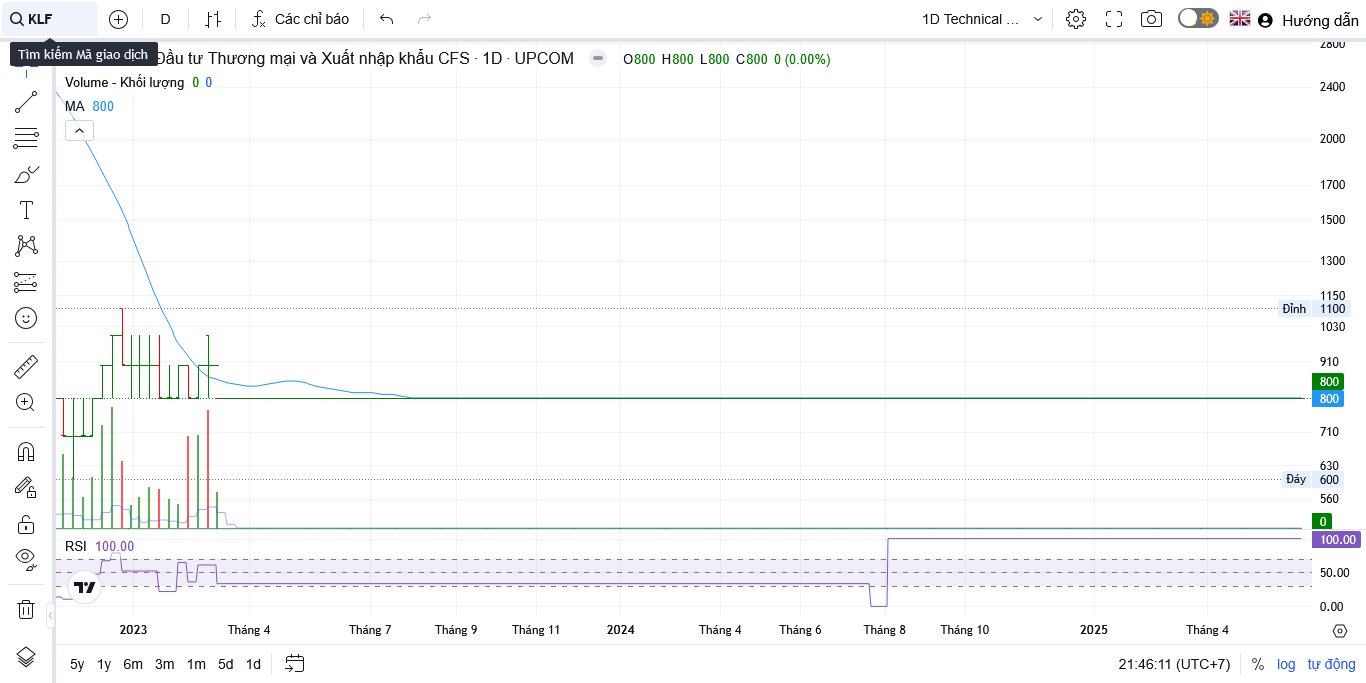 KLF
D
Các chỉ báo
1D Technical ...
Hướng dẫn
Tìm kiếm Mã giao dịch
Đầu tư Thương mại và Xuất nhập khẩu CFS · 1D · UPCOM
O800 H800 L800 C800 0 (0.00%)
Volume - Khối lượng 0 0
MA 800
2800
2400
2000
1700
1500
1300
1150
Đỉnh 1100
1030
910
800
800
710
630
Đáy 600
560
0
RSI 100.00
100.00
50.00
0.00
2023 Tháng 4 Tháng 7 Tháng 9 Tháng 11 2024 Tháng 4 Tháng 6 Tháng 8 Tháng 10 2025 Tháng 4
5y 1y 6m 3m 1m 5d 1d
21:46:11 (UTC+7) % log tự động